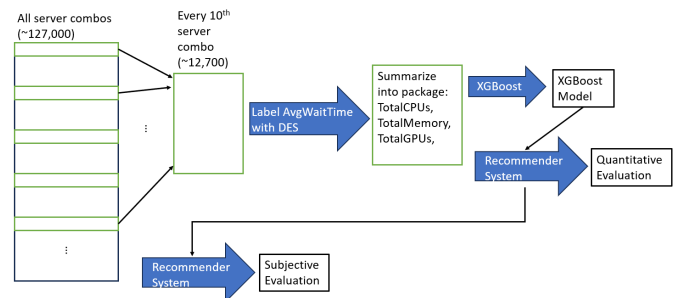 All server combos
(~127,000)
⋮
Every 10th
server
combo
(~12,700)
⋮
Label AvgWaitTime
with DES
Summarize
into package:
TotalCPUs,
TotalMemory,
TotalGPUs,
XGBoost
XGBoost
Model
Recommender
System
Quantitative
Evaluation
Recommender
System
Subjective
Evaluation